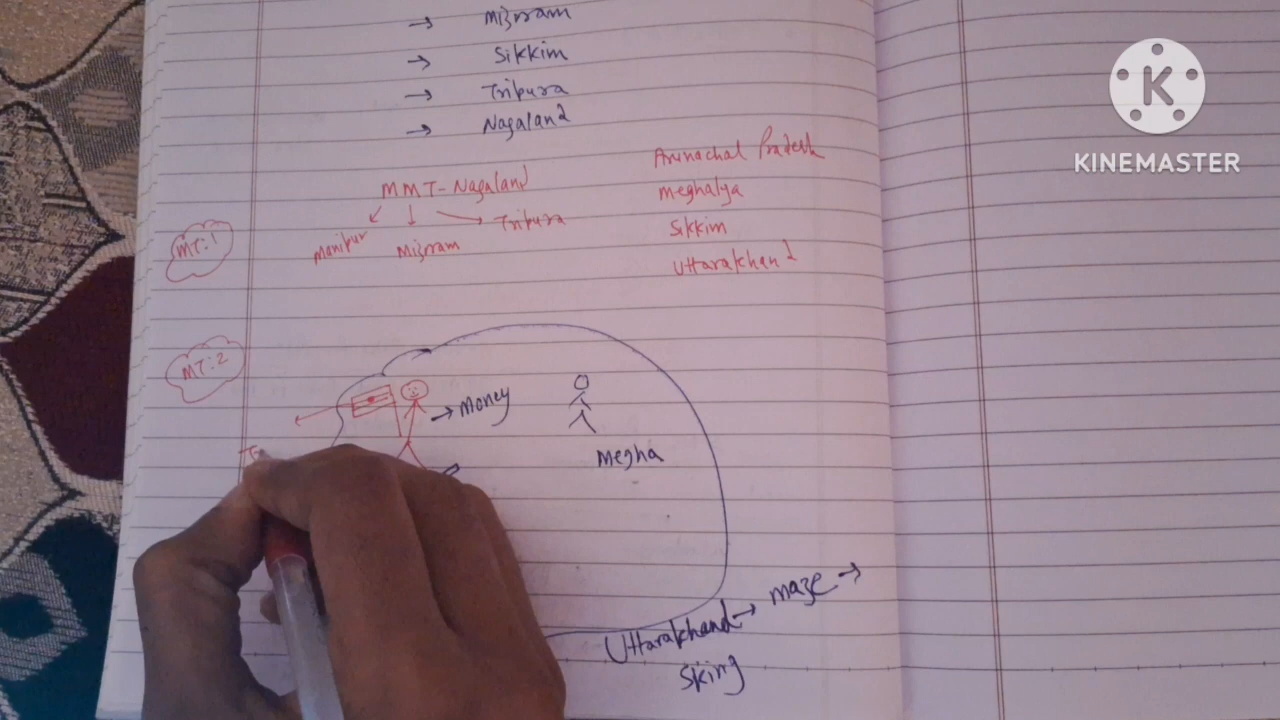 → Mizoram
→ Sikkim
→ Tripura
→ Nagaland
Arunachal Pradesh
MMT-Nagaland
meghalya
MT:1
Manipur
Mizoram
Tripura
Sikkim
Uttarakhand
MT:2
→ Money
Megha
Uttarakhand → maze →
Skiing
KINEMASTER